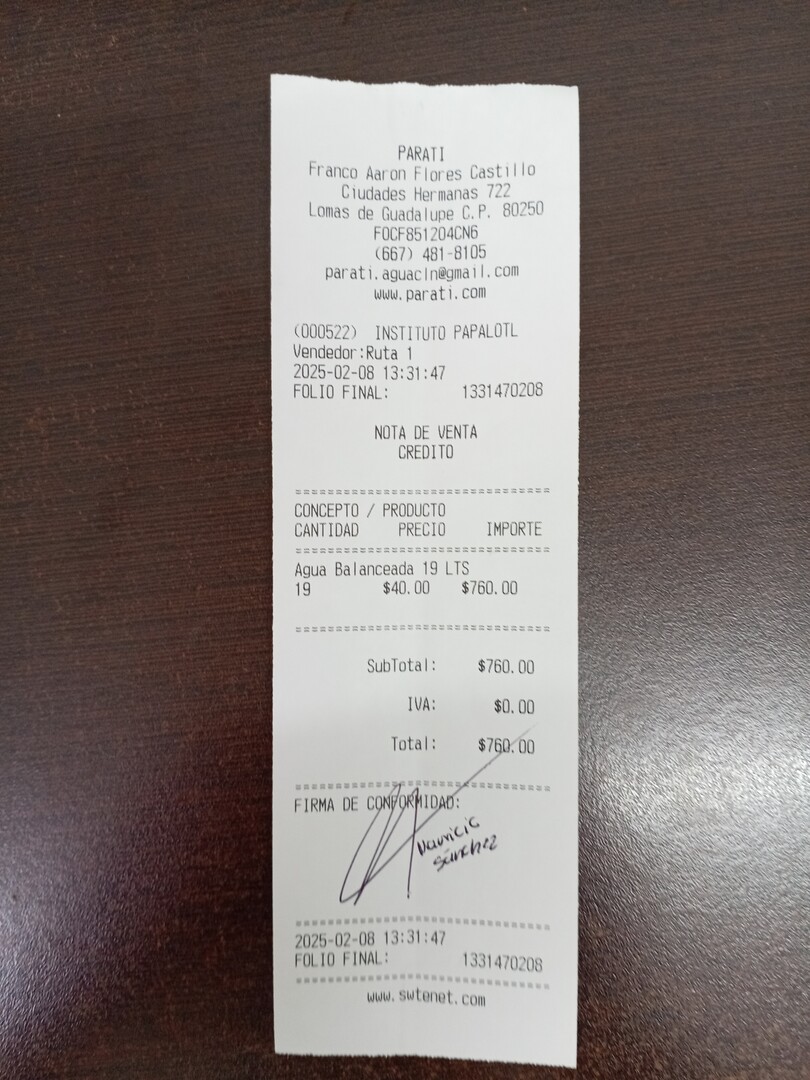 PARATI
Franco Aaron Flores Castillo
Ciudades Hermanas 722
Lomas de Guadalupe C.P. 80250
FOCF851204CN6
(667) 481-8105
parati.aguacln@gmail.com
www.parati.com
(000522) INSTITUTO PAPALOTL
Vendedor:Ruta 1
2025-02-08 13:31:47
FOLIO FINAL: 1331470208
NOTA DE VENTA
CREDITO
==============================
CONCEPTO / PRODUCTO
CANTIDAD PRECIO IMPORTE
==============================
Agua Balanceada 19 LTS
19 $40.00 $760.00
==============================
SubTotal: $760.00
IVA: $0.00
Total: $760.00
==============================
FIRMA DE CONFORMIDAD:
Mauricio
Sánchez
==============================
2025-02-08 13:31:47
FOLIO FINAL: 1331470208
==============================
www.swtenet.com